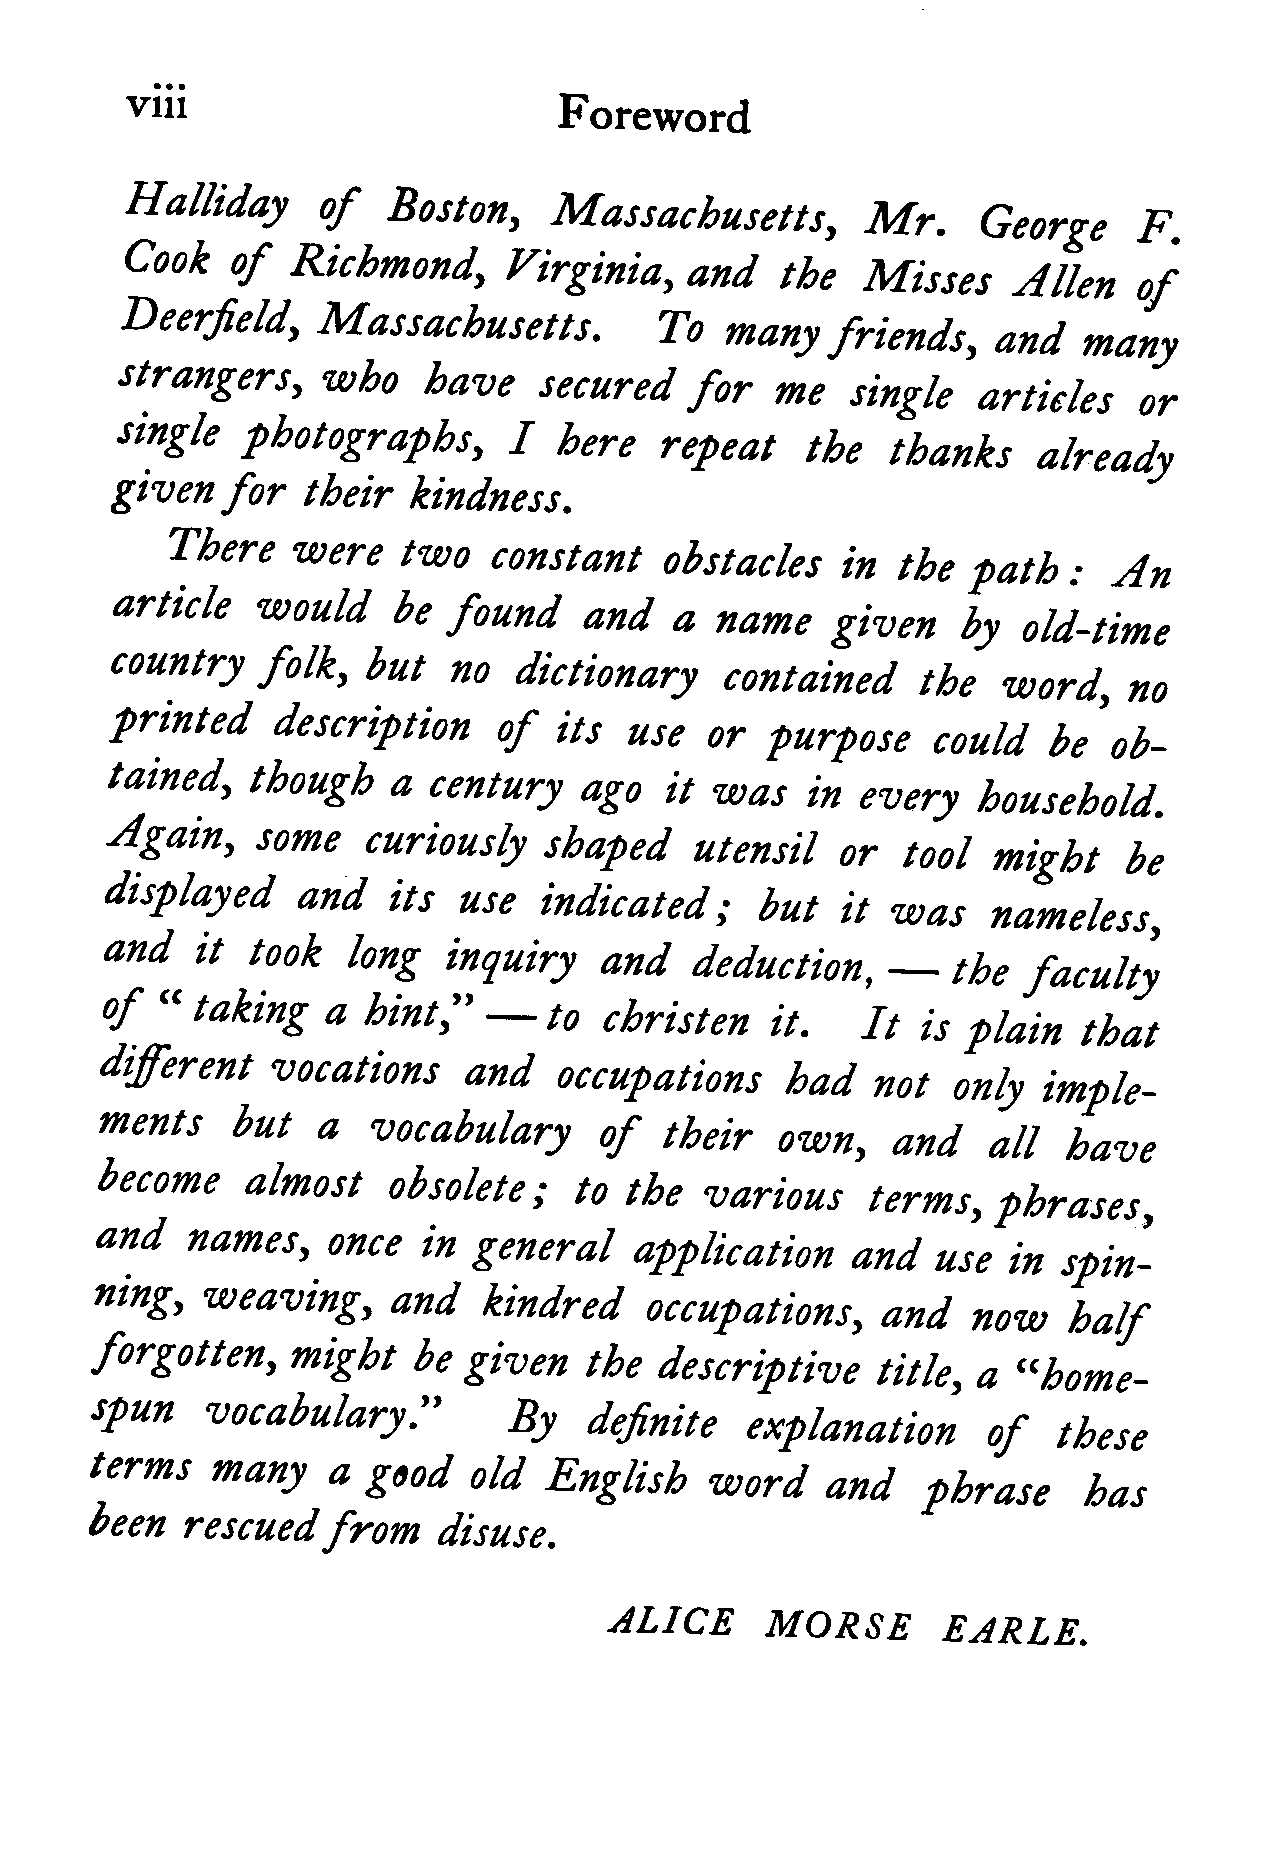 viii Foreword
Halliday of Boston, Massachusetts, Mr. George F.
Cook of Richmond, Virginia, and the Misses Allen of
Deerfield, Massachusetts. To many friends, and many
strangers, who have secured for me single articles or
single photographs, I here repeat the thanks already
given for their kindness.
There were two constant obstacles in the path: An
article would be found and a name given by old-time
country folk, but no dictionary contained the word, no
printed description of its use or purpose could be ob-
tained, though a century ago it was in every household.
Again, some curiously shaped utensil or tool might be
displayed and its use indicated; but it was nameless,
and it took long inquiry and deduction, — the faculty
of "taking a hint," — to christen it. It is plain that
different vocations and occupations had not only imple-
ments but a vocabulary of their own, and all have
become almost obsolete; to the various terms, phrases,
and names, once in general application and use in spin-
ning, weaving, and kindred occupations, and now half
forgotten, might be given the descriptive title, a "home-
spun vocabulary." By definite explanation of these
terms many a good old English word and phrase has
been rescued from disuse.
ALICE MORSE EARLE.